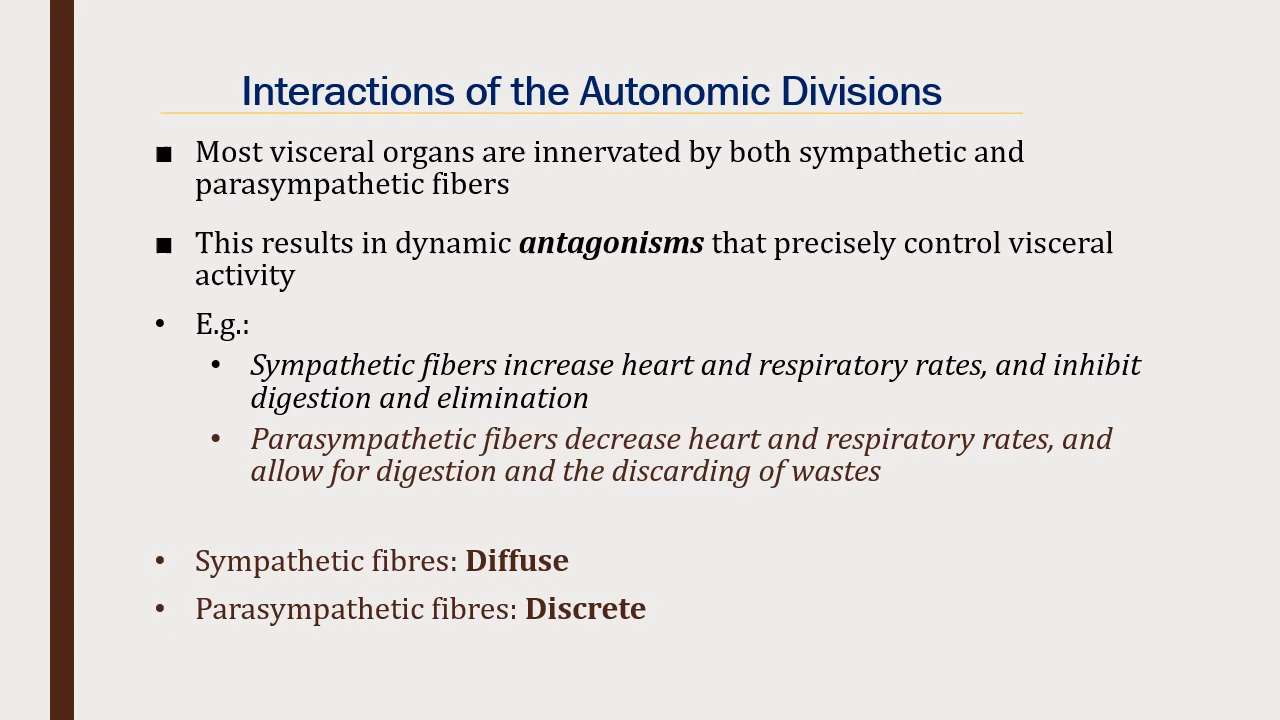 Interactions of the Autonomic Divisions
▪ Most visceral organs are innervated by both sympathetic and
parasympathetic fibers
▪ This results in dynamic antagonisms that precisely control visceral
activity
• E.g.:
• Sympathetic fibers increase heart and respiratory rates, and inhibit
digestion and elimination
• Parasympathetic fibers decrease heart and respiratory rates, and
allow for digestion and the discarding of wastes
• Sympathetic fibres: Diffuse
• Parasympathetic fibres: Discrete